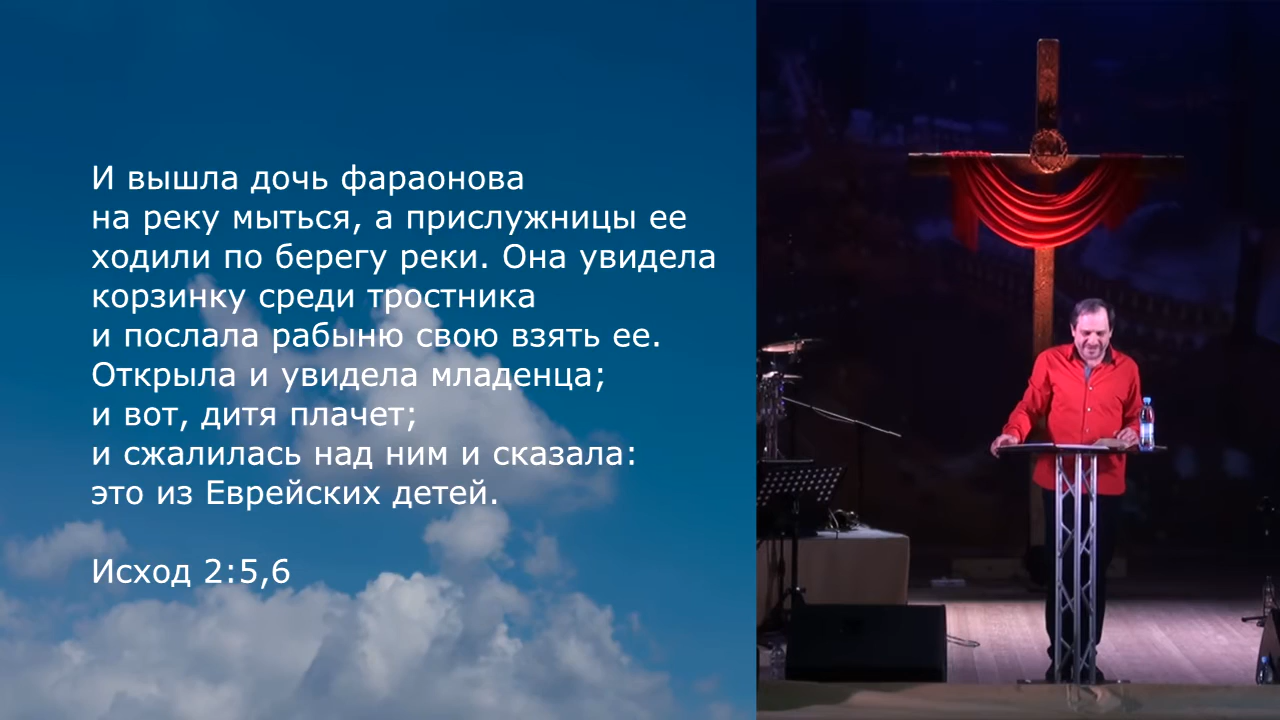 И вышла дочь фараонова
на реку мыться, а прислужницы ее
ходили по берегу реки. Она увидела
корзинку среди тростника
и послала рабыню свою взять ее.
Открыла и увидела младенца;
и вот, дитя плачет;
и сжалилась над ним и сказала:
это из Еврейских детей.
Исход 2:5,6